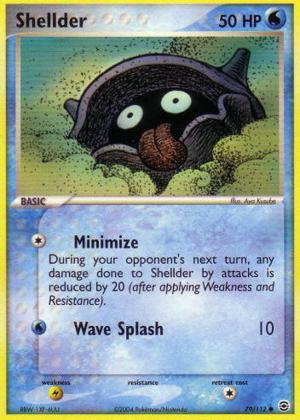 Shellder 50 HP
BASIC
Illus. Aya Kusube
Minimize
During your opponent's next turn, any
damage done to Shellder by attacks
is reduced by 20 (after applying Weakness and
Resistance).
Wave Splash 10
weakness resistance retreat cost
©2004 Pokémon/Nintendo 79/112